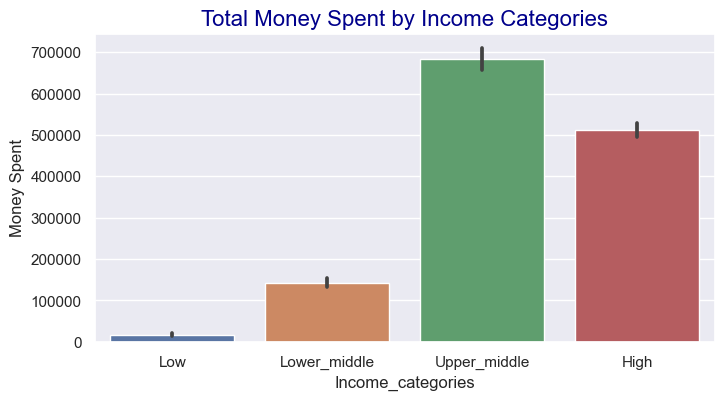 Total Money Spent by Income Categories
Money Spent
700000
600000
500000
400000
300000
200000
100000
0
Low Lower_middle Upper_middle High
Income_categories